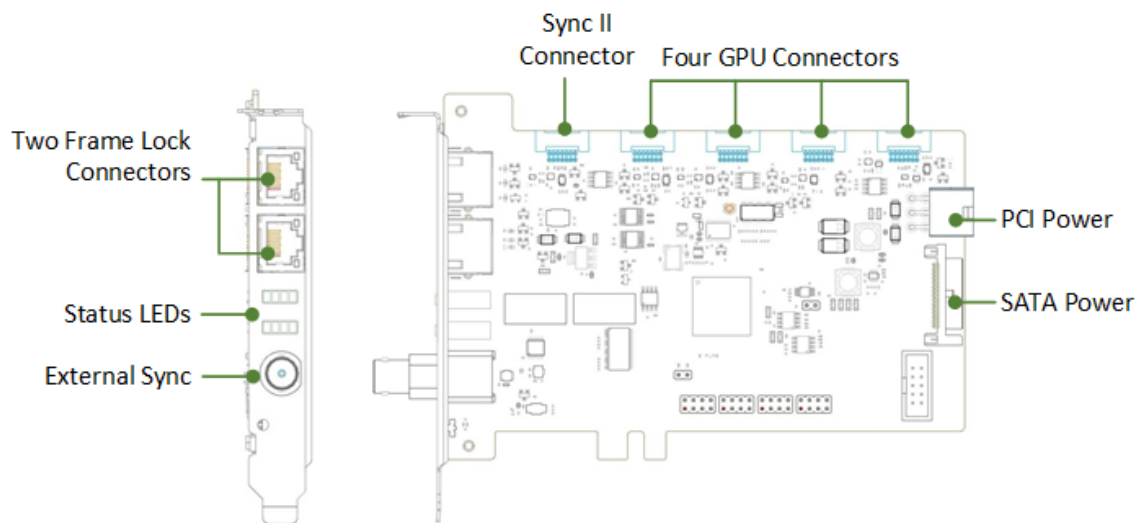 Sync II
Connector
Four GPU Connectors
Two Frame Lock
Connectors
PCI Power
Status LEDs
SATA Power
External Sync